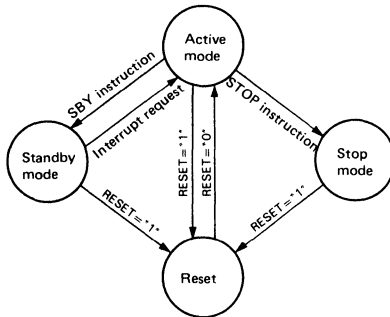 Active
mode
SBY instruction
Interrupt request
RESET="1"
RESET="0"
STOP instruction
Standby
mode
Stop
mode
RESET="1"
RESET="1"
Reset